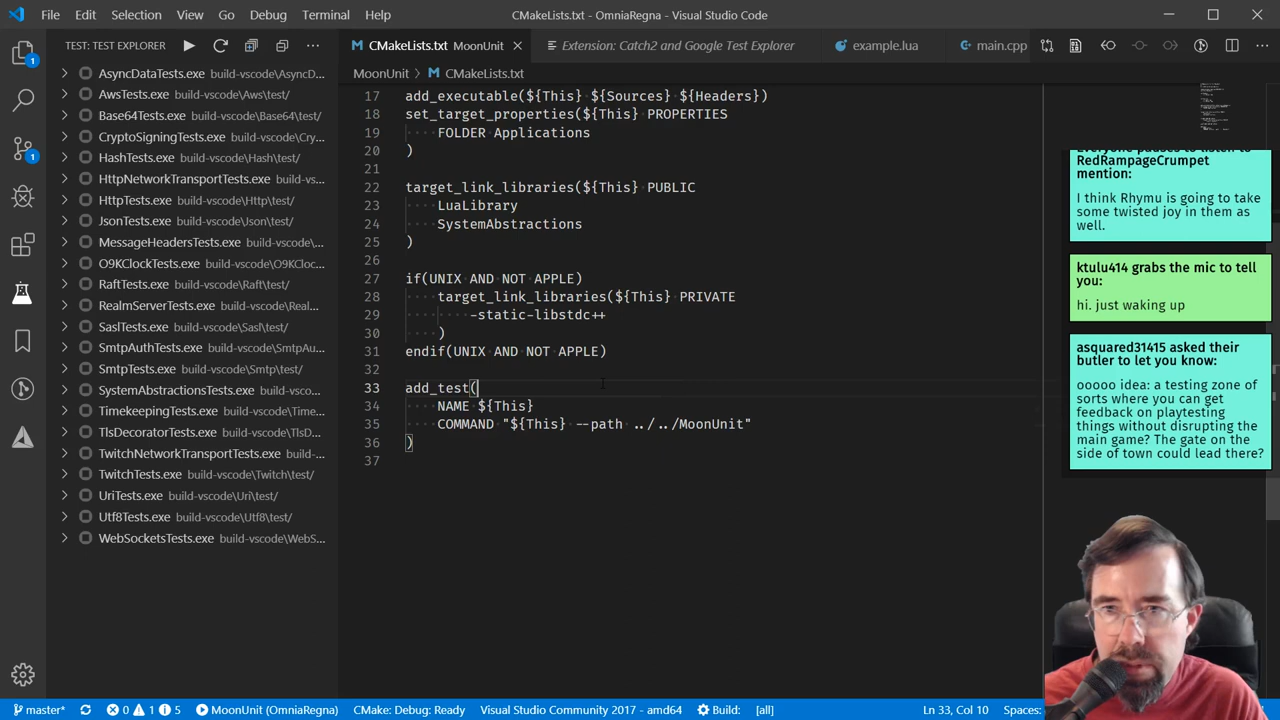 File Edit Selection View Go Debug Terminal Help
CMakeLists.txt - OmniaRegna - Visual Studio Code
TEST: TEST EXPLORER
CMakeLists.txt MoonUnit
Extension: Catch2 and Google Test Explorer
example.lua
main.cpp
MoonUnit > CMakeLists.txt
AsyncDataTests.exe build-vscode\AsyncD...
AwsTests.exe build-vscode\Aws\test/
Base64Tests.exe build-vscode\Base64\test/
CryptoSigningTests.exe build-vscode\Cry...
HashTests.exe build-vscode\Hash\test/
HttpNetworkTransportTests.exe build-vs...
HttpTests.exe build-vscode\Http\test/
JsonTests.exe build-vscode\Json\test/
MessageHeadersTests.exe build-vscode\...
O9KClockTests.exe build-vscode\O9KCl...
RaftTests.exe build-vscode\Raft\test/
RealmServerTests.exe build-vscode\Real...
SaslTests.exe build-vscode\Sasl\test/
SmtpAuthTests.exe build-vscode\SmtpAu...
SmtpTests.exe build-vscode\Smtp\test/
SystemAbstractionsTests.exe build-vsco...
TimekeepingTests.exe build-vscode\Time...
TlsDecoratorTests.exe build-vscode\TlsD...
TwitchNetworkTransportTests.exe build-...
TwitchTests.exe build-vscode\Twitch\test/
UriTests.exe build-vscode\Uri\test/
Utf8Tests.exe build-vscode\Utf8\test/
WebSocketsTests.exe build-vscode\WebS...
17 add_executable(${This} ${Sources} ${Headers})
18 set_target_properties(${This} PROPERTIES
19 FOLDER Applications
20 )
21
22 target_link_libraries(${This} PUBLIC
23 LuaLibrary
24 SystemAbstractions
25 )
26
27 if(UNIX AND NOT APPLE)
28 target_link_libraries(${This} PRIVATE
29 -static-libstdc++
30 )
31 endif(UNIX AND NOT APPLE)
32
33 add_test(
34 NAME ${This}
35 COMMAND "${This} --path ../../MoonUnit"
36 )
37
Everyone pauses to listen to
RedRampageCrumpet
mention:
I think Rhymu is going to take
some twisted joy in them as
well.
ktulu414 grabs the mic to tell
you:
hi. just waking up
asquared31415 asked their
butler to let you know:
ooooo idea: a testing zone of
sorts where you can get
feedback on playtesting
things without disrupting the
main game? The gate on the
side of town could lead there?
1
1
master* 0 1 5 MoonUnit (OmniaRegna) CMake: Debug: Ready Visual Studio Community 2017 - amd64 Build: [all] Ln 33, Col 10 Spaces: